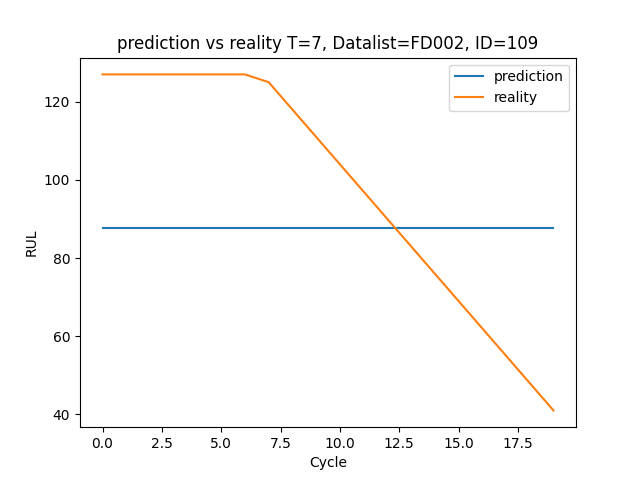 prediction vs reality T=7, Datalist=FD002, ID=109
prediction
reality
RUL
120
100
80
60
40
0.0 2.5 5.0 7.5 10.0 12.5 15.0 17.5
Cycle